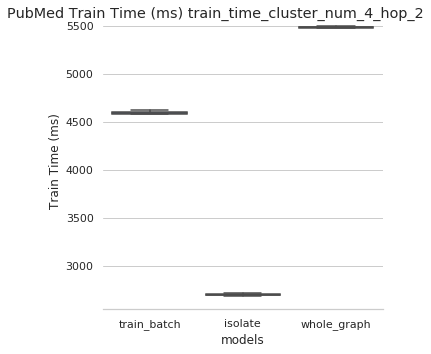 PubMed Train Time (ms) train_time_cluster_num_4_hop_2
5500
5000
4500
4000
3500
3000
Train Time (ms)
train_batch isolate whole_graph
models